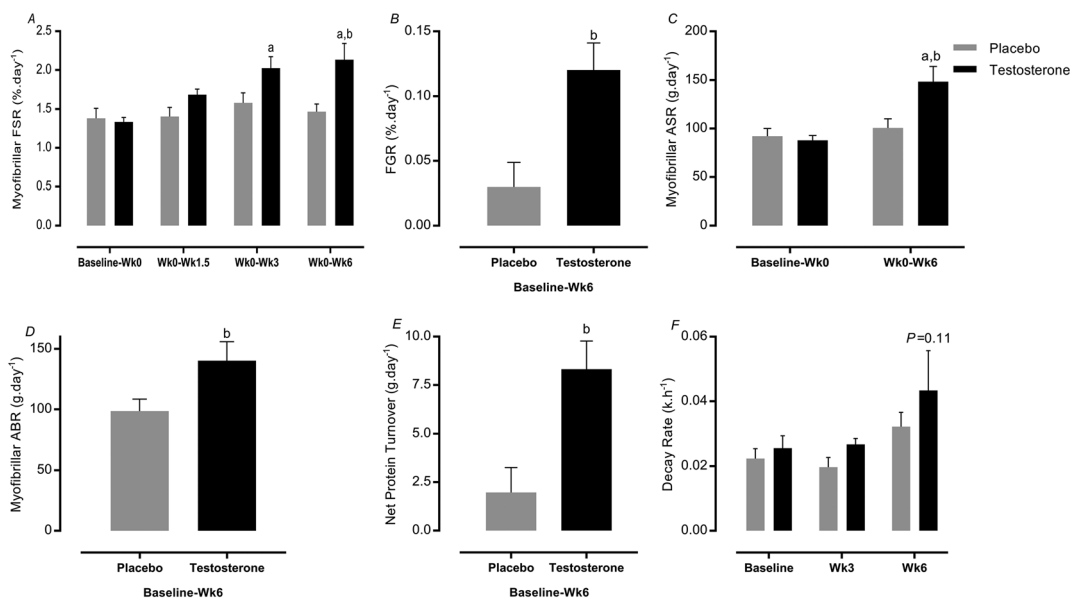 A
Myofibrillar FSR (%.day-1)
2.5
2.0
1.5
1.0
0.5
0.0
a
a,b
Baseline-Wk0 Wk0-Wk1.5 Wk0-Wk3 Wk0-Wk6
B
FGR (%.day-1)
0.15
0.10
0.05
0.00
b
Placebo Testosterone
Baseline-Wk6
C
Myofibrillar ASR (g.day-1)
200
150
100
50
0
a,b
Baseline-Wk0 Wk0-Wk6
Placebo
Testosterone
D
Myofibrillar ABR (g.day-1)
150
100
50
0
b
Placebo Testosterone
Baseline-Wk6
E
Net Protein Turnover (g.day-1)
10.0
7.5
5.0
2.5
0.0
b
Placebo Testosterone
Baseline-Wk6
F
Decay Rate (k.h-1)
0.06
0.04
0.02
0.00
P=0.11
Baseline Wk3 Wk6